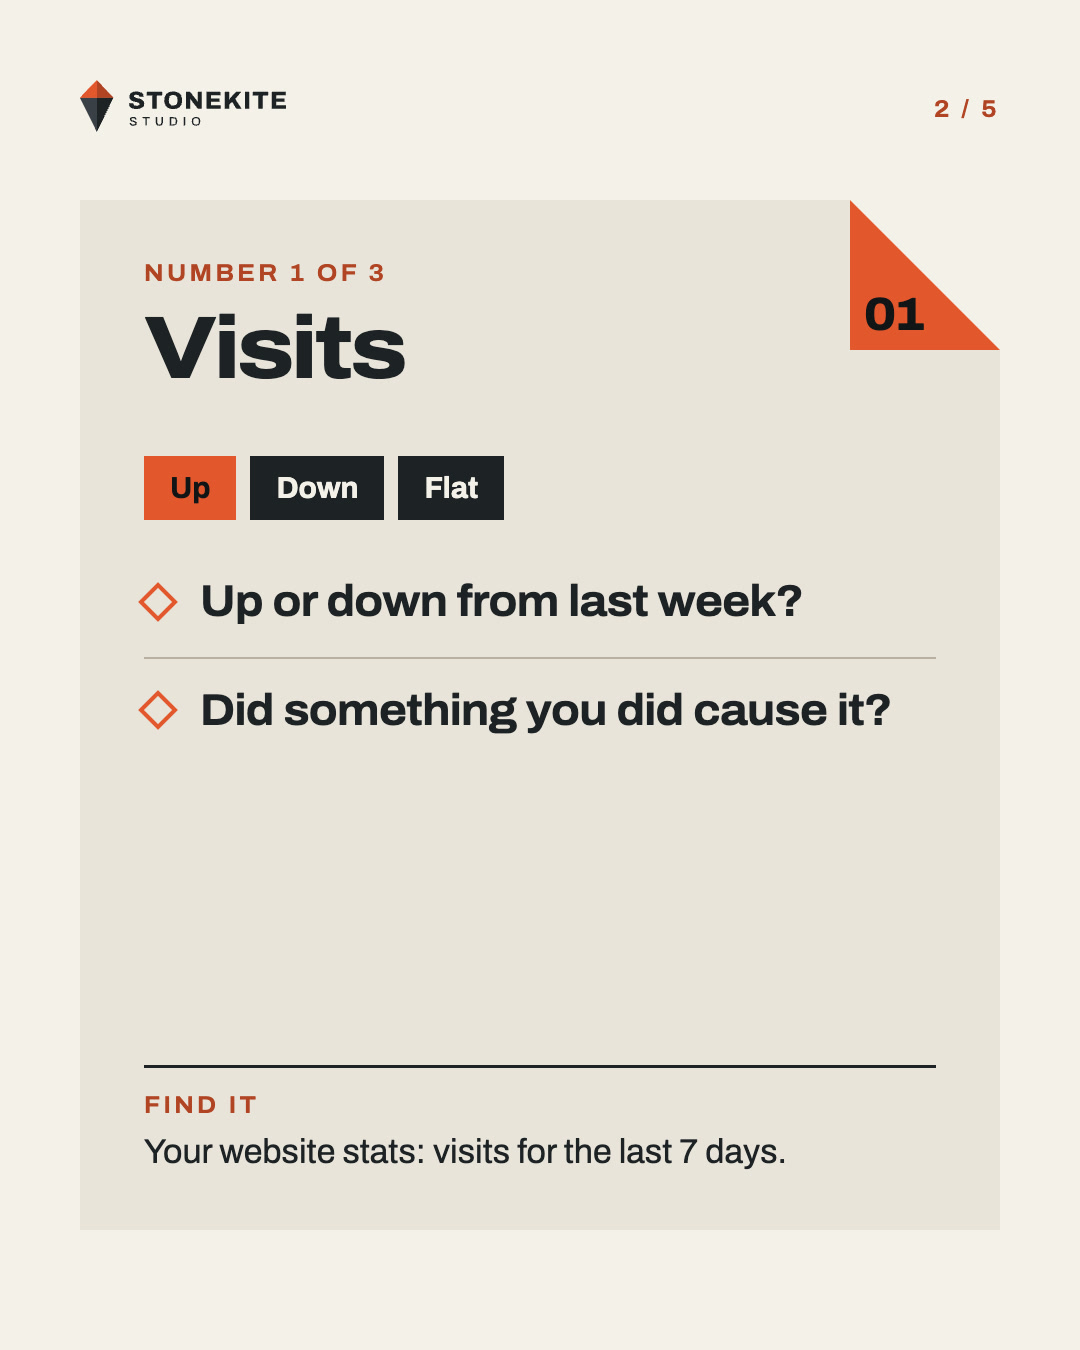 STONEKITE
STUDIO
2 / 5
NUMBER 1 OF 3
01
Visits
Up Down Flat
Up or down from last week?
Did something you did cause it?
FIND IT
Your website stats: visits for the last 7 days.